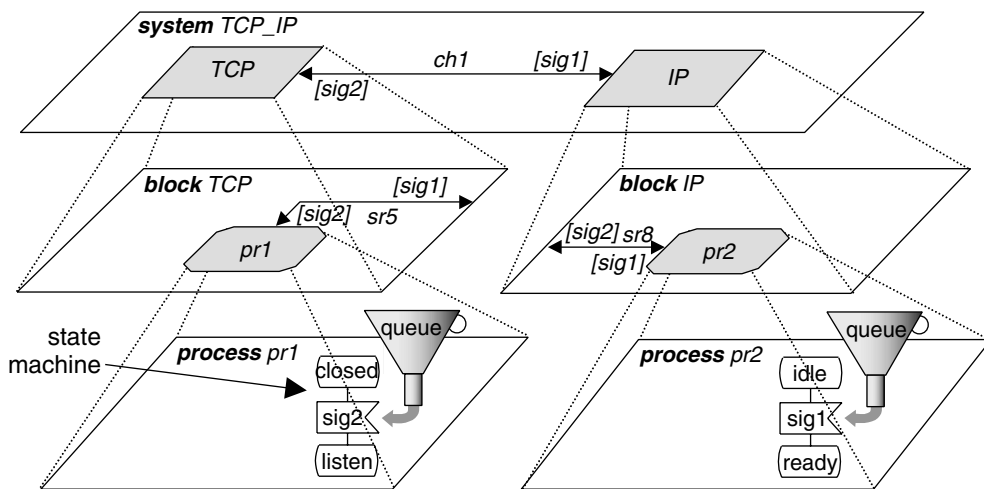 system TCP_IP
TCP
ch1
[sig1]
IP
[sig2]
block TCP
[sig1]
[sig2]
sr5
pr1
block IP
[sig2] sr8
[sig1]
pr2
state
machine
process pr1
queue
closed
sig2
listen
process pr2
queue
idle
sig1
ready